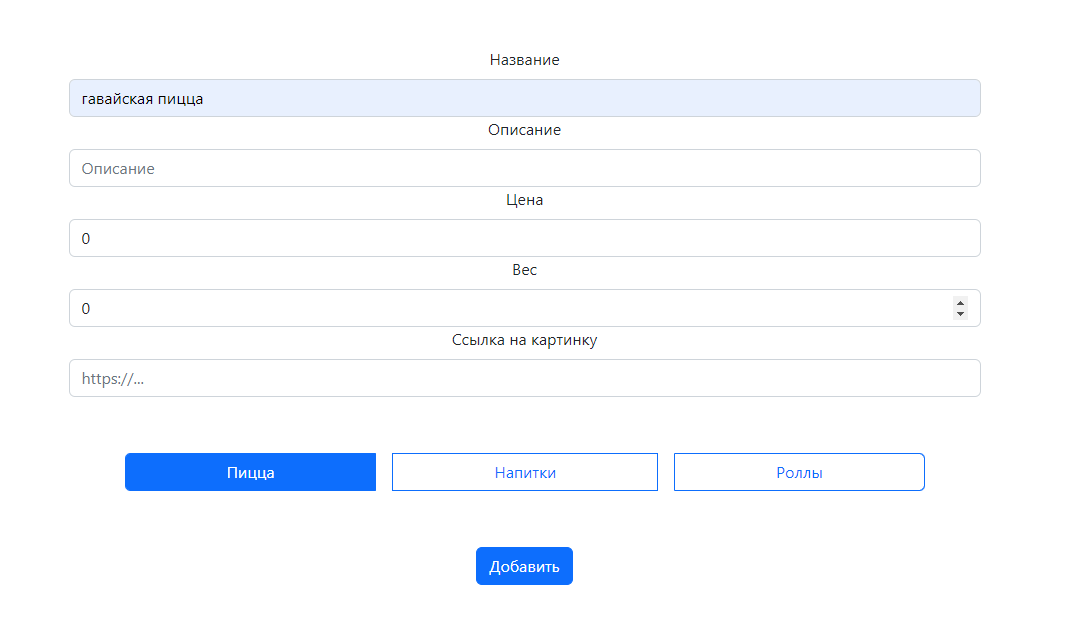 Название
гавайская пицца
Описание
Описание
Цена
0
Вес
0
Ссылка на картинку
https://...
Пицца
Напитки
Роллы
Добавить